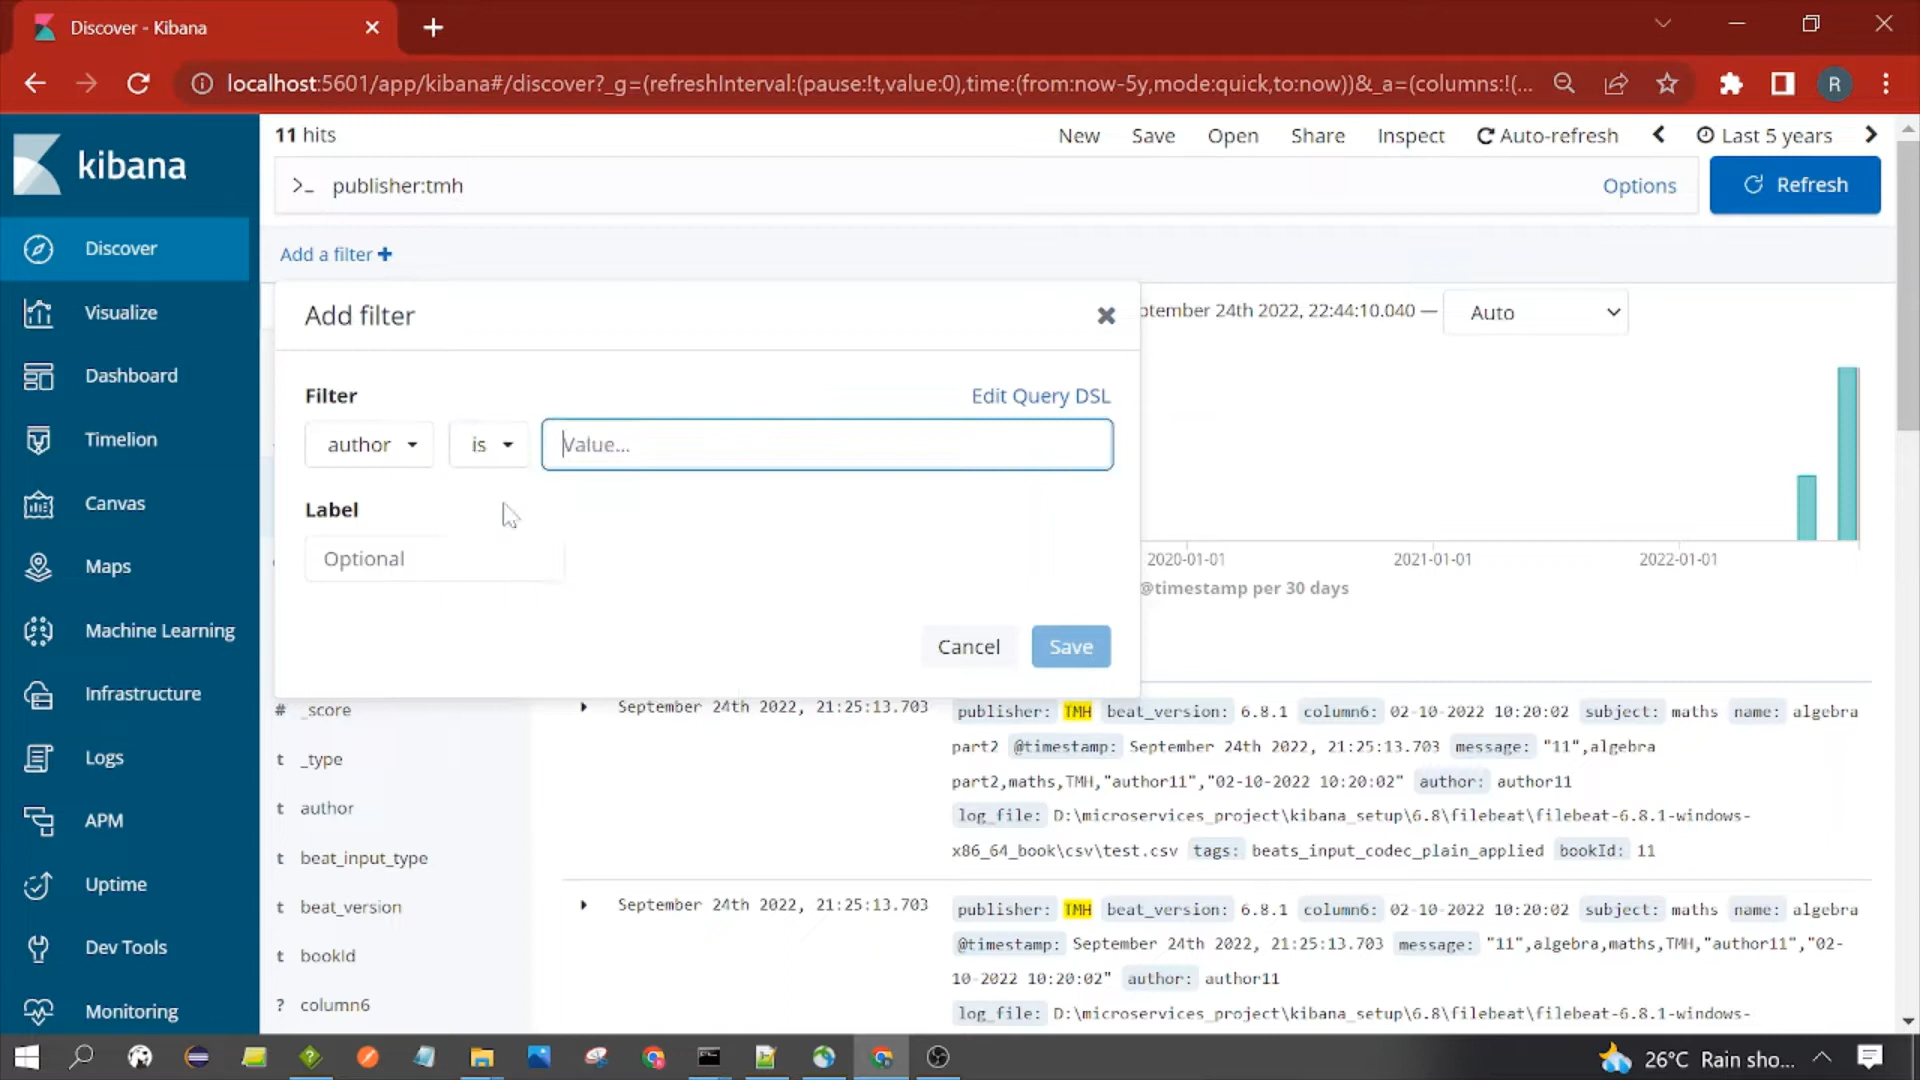 Discover - Kibana
localhost:5601/app/kibana#/discover?_g=(refreshInterval:(pause:!t,value:0),time:(from:now-5y,mode:quick,to:now))&_a=(columns:!(...
R
kibana
11 hits
New Save Open Share Inspect Auto-refresh Last 5 years
>_ publisher:tmh
Options
Refresh
Add a filter +
Discover
Visualize
Dashboard
Timelion
Canvas
Maps
Machine Learning
Infrastructure
Logs
APM
Uptime
Dev Tools
Monitoring
Add filter
Filter
Edit Query DSL
author is Value...
Label
Optional
Cancel Save
ptember 24th 2022, 22:44:10.040 — Auto
2020-01-01 2021-01-01 2022-01-01
@timestamp per 30 days
# _score
t _type
t author
t beat_input_type
t beat_version
t bookId
? column6
September 24th 2022, 21:25:13.703
publisher: TMH beat_version: 6.8.1 column6: 02-10-2022 10:20:02 subject: maths name: algebra
part2 @timestamp: September 24th 2022, 21:25:13.703 message: "11",algebra
part2,maths,TMH,"author11","02-10-2022 10:20:02" author: author11
log_file: D:\microservices_project\kibana_setup\6.8\filebeat\filebeat-6.8.1-windows-
x86_64_book\csv\test.csv tags: beats_input_codec_plain_applied bookId: 11
September 24th 2022, 21:25:13.703
publisher: TMH beat_version: 6.8.1 column6: 02-10-2022 10:20:02 subject: maths name: algebra
@timestamp: September 24th 2022, 21:25:13.703 message: "11",algebra,maths,TMH,"author11","02-
10-2022 10:20:02" author: author11
log_file: D:\microservices_project\kibana_setup\6.8\filebeat\filebeat-6.8.1-windows-
26°C Rain sho...